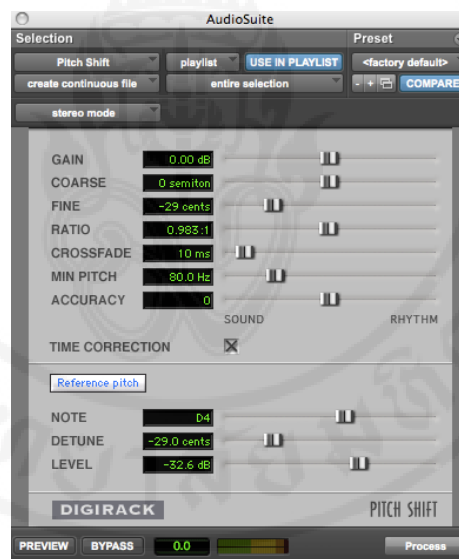 AudioSuite
Selection
Preset
Pitch Shift playlist USE IN PLAYLIST <factory default>
create continuous file entire selection - + COMPARE
stereo mode
GAIN 0.00 dB
COARSE 0 semiton
FINE -29 cents
RATIO 0.983:1
CROSSFADE 10 ms
MIN PITCH 80.0 Hz
ACCURACY 0
SOUND RHYTHM
TIME CORRECTION
Reference pitch
NOTE D4
DETUNE -29.0 cents
LEVEL -32.6 dB
DIGIRACK PITCH SHIFT
PREVIEW BYPASS 0.0 Process